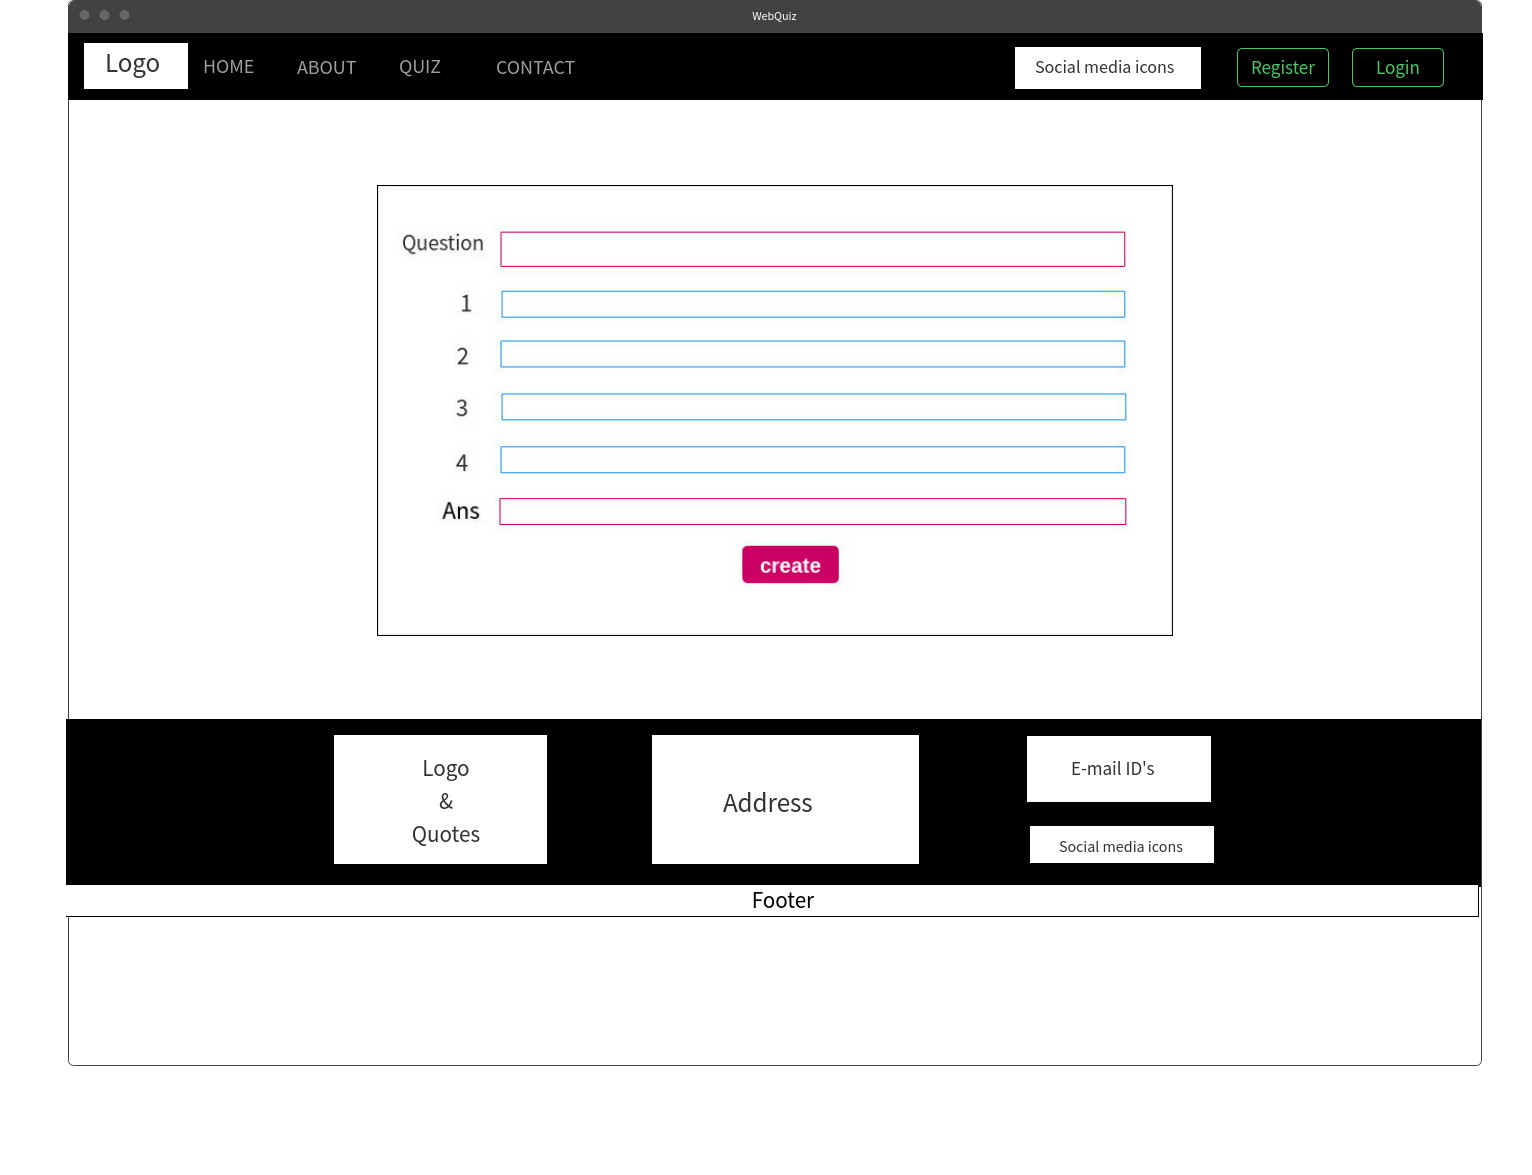 WebQuiz
Logo HOME ABOUT QUIZ CONTACT Social media icons Register Login
Question
1
2
3
4
Ans
create
Logo
&
Quotes
Address
E-mail ID's
Social media icons
Footer